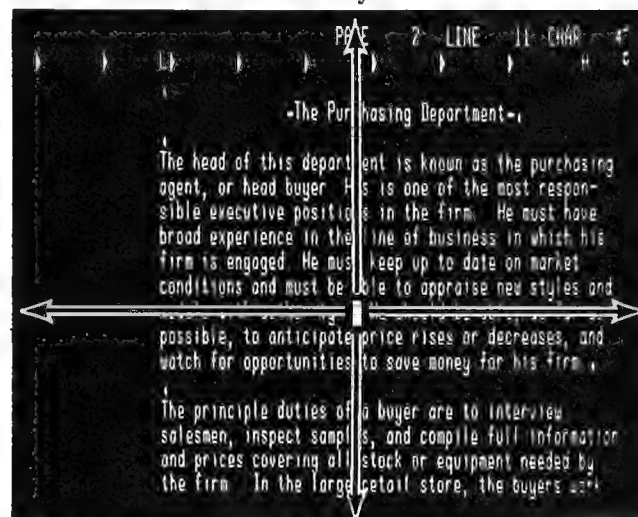 PAGE 2 LINE 11 CHAR
-The Purchasing Department-
The head of this department is known as the purchasing
agent, or head buyer His is one of the most respon-
sible executive positions in the firm. He must have
broad experience in the line of business in which his
firm is engaged He must keep up to date on market
conditions and must be able to appraise new styles and
possible, to anticipate price rises or decreases, and
watch for opportunities to save money for his firm
The principle duties of a buyer are to interview
salesmen, inspect samples, and compile full information
and prices covering all stock or equipment needed by
the firm In the large retail store, the buyers